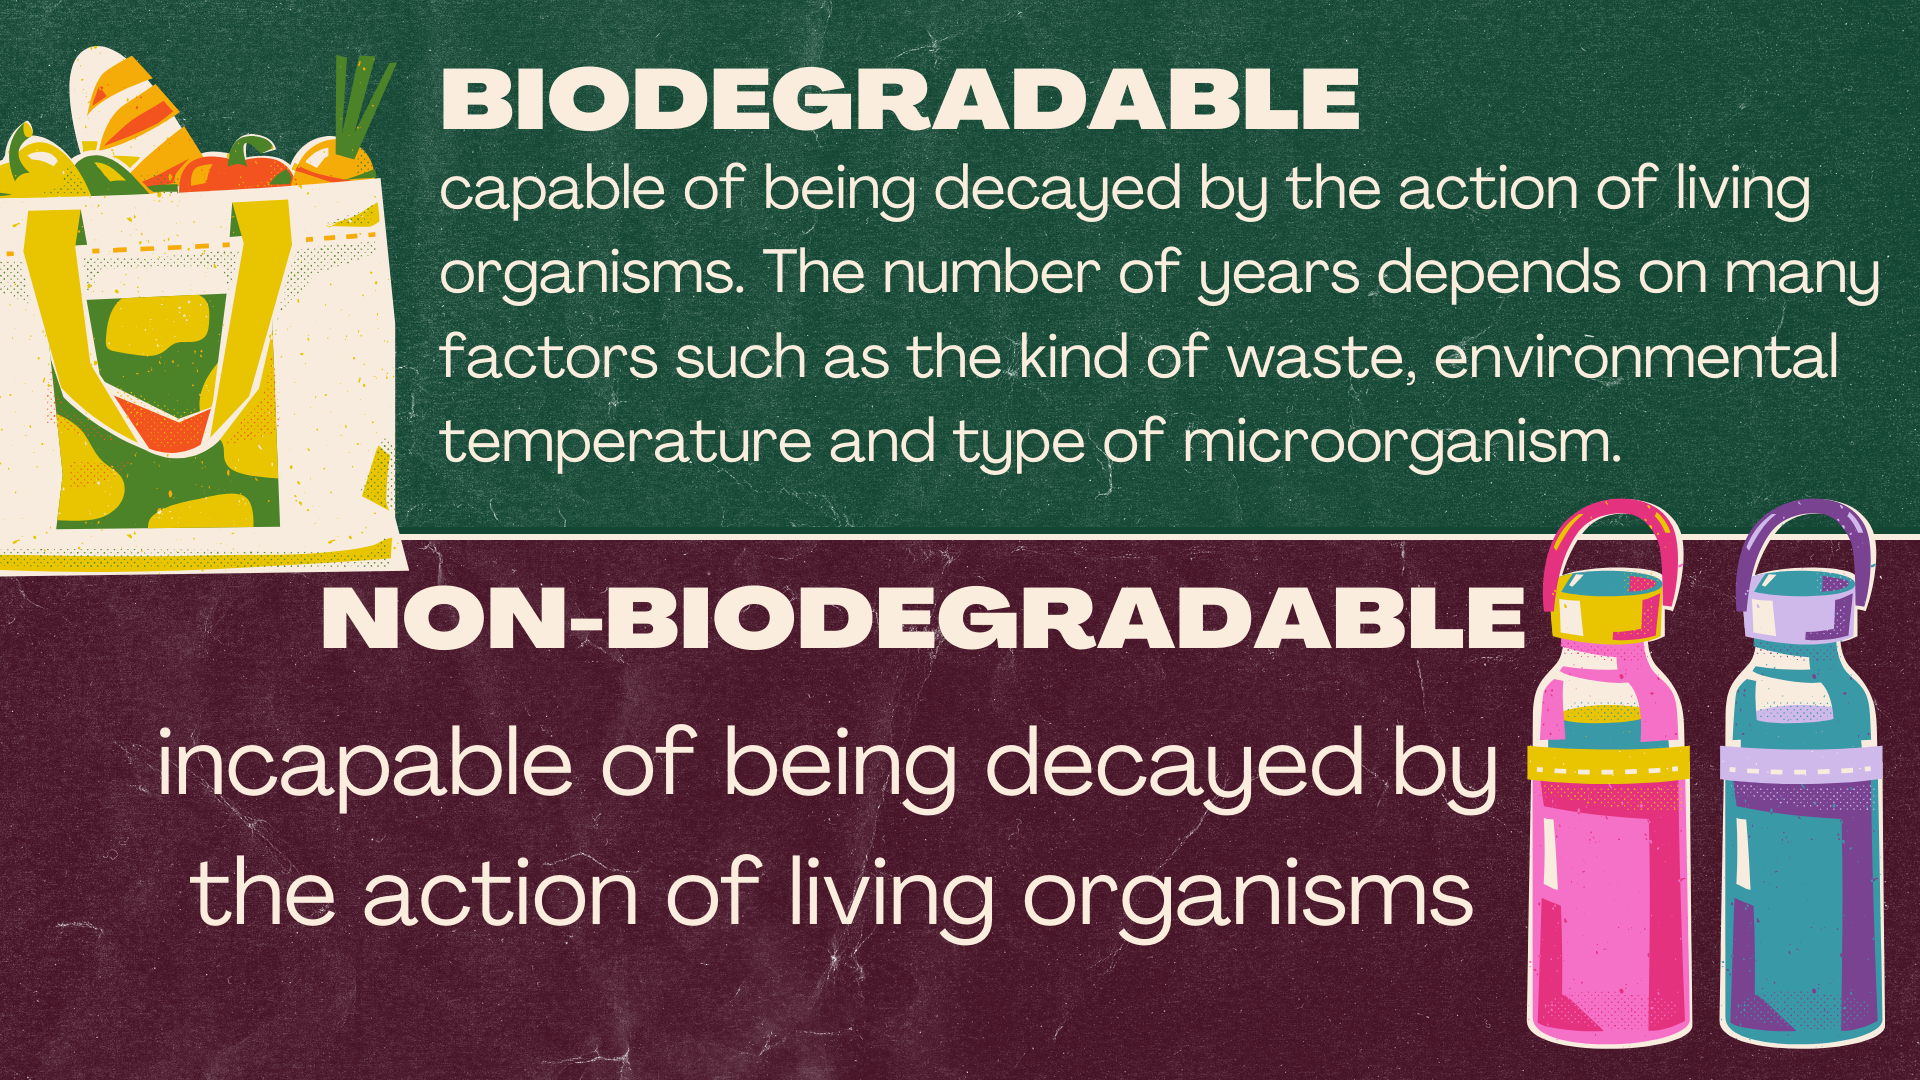 BIODEGRADABLE
capable of being decayed by the action of living
organisms. The number of years depends on many
factors such as the kind of waste, environmental
temperature and type of microorganism.
NON-BIODEGRADABLE
incapable of being decayed by
the action of living organisms